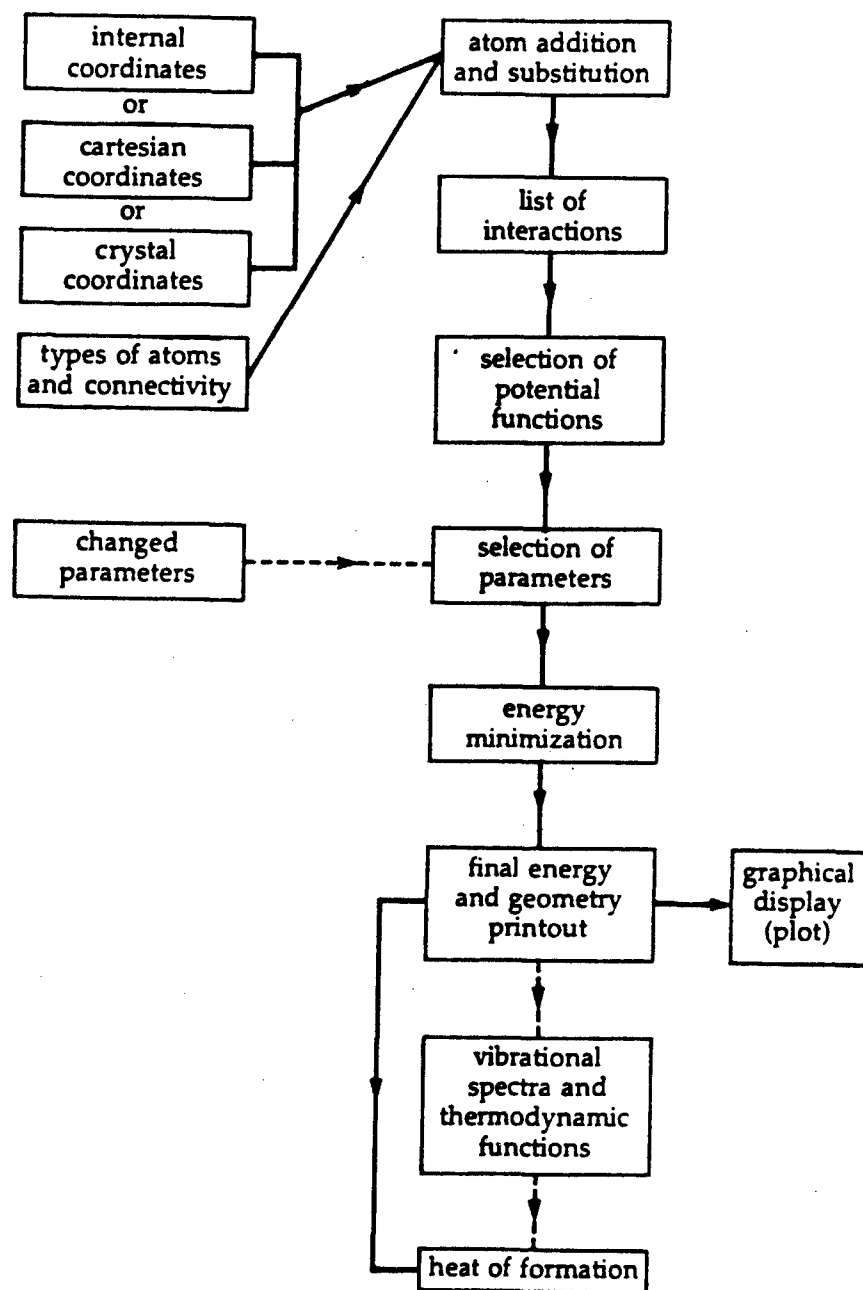 internal
coordinates
or
cartesian
coordinates
or
crystal
coordinates
types of atoms
and connectivity
changed
parameters
atom addition
and substitution
list of
interactions
selection of
potential
functions
selection of
parameters
energy
minimization
final energy
and geometry
printout
graphical
display
(plot)
vibrational
spectra and
thermodynamic
functions
heat of formation